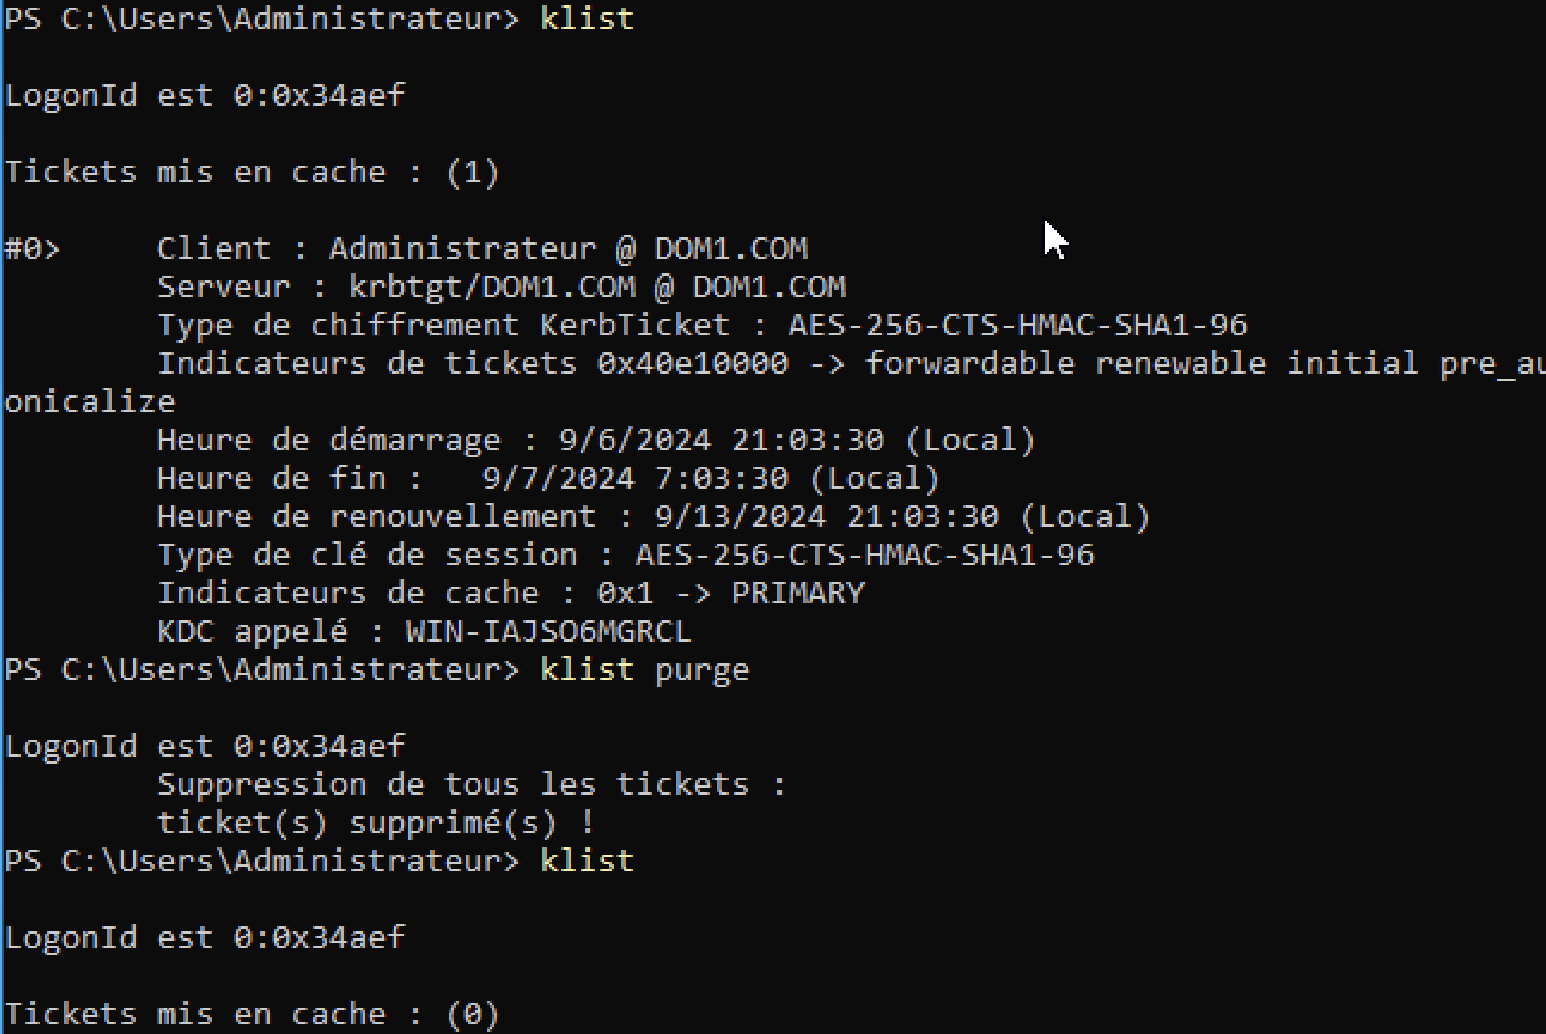 PS C:\Users\Administrateur> klist
LogonId est 0:0x34aef
Tickets mis en cache : (1)
#0>     Client : Administrateur @ DOM1.COM
        Serveur : krbtgt/DOM1.COM @ DOM1.COM
        Type de chiffrement KerbTicket : AES-256-CTS-HMAC-SHA1-96
        Indicateurs de tickets 0x40e10000 -> forwardable renewable initial pre_au
onicalize
        Heure de démarrage : 9/6/2024 21:03:30 (Local)
        Heure de fin :   9/7/2024 7:03:30 (Local)
        Heure de renouvellement : 9/13/2024 21:03:30 (Local)
        Type de clé de session : AES-256-CTS-HMAC-SHA1-96
        Indicateurs de cache : 0x1 -> PRIMARY
        KDC appelé : WIN-IAJSO6MGRCL
PS C:\Users\Administrateur> klist purge
LogonId est 0:0x34aef
        Suppression de tous les tickets :
        ticket(s) supprimé(s) !
PS C:\Users\Administrateur> klist
LogonId est 0:0x34aef
Tickets mis en cache : (0)